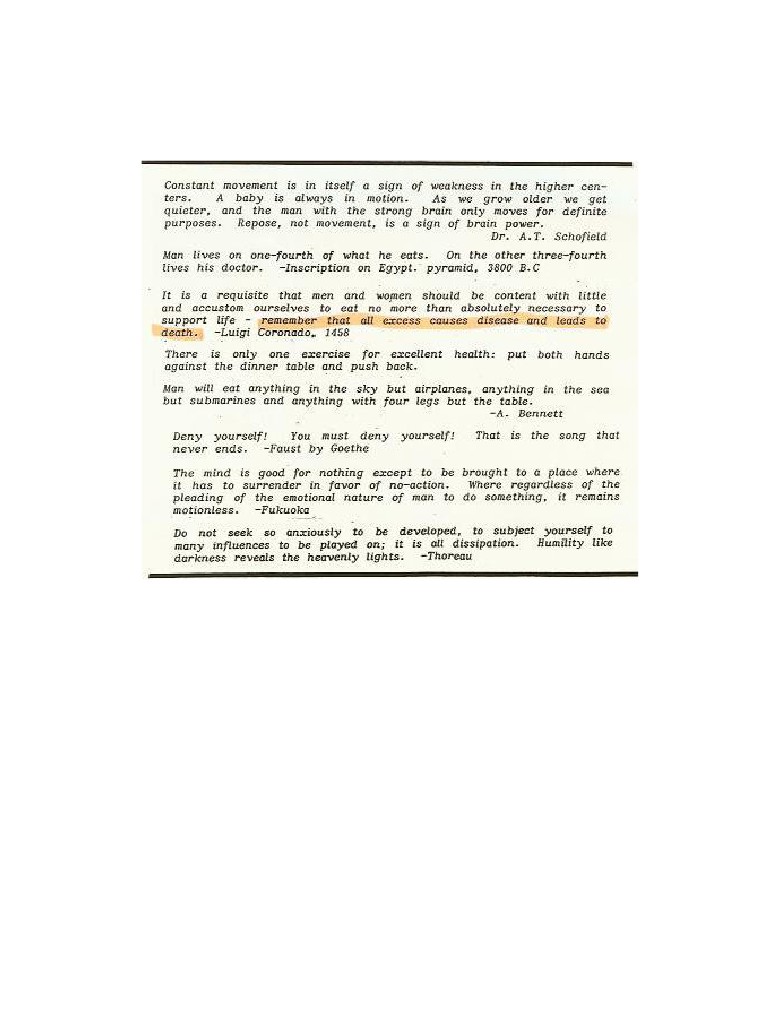 Constant movement is in itself a sign of weakness in the higher cen-
ters. A baby is always in motion. As we grow older we get
quieter, and the man with the strong brain only moves for definite
purposes. Repose, not movement, is a sign of brain power.
Dr. A.T. Schofield
Man lives on one-fourth of what he eats. On the other three-fourth
lives his doctor. -Inscription on Egypt. pyramid, 3800 B.C
It is a requisite that men and women should be content with little
and accustom ourselves to eat no more than absolutely necessary to
support life - remember that all excess causes disease and leads to
death. -Luigi Coronado, 1458
There is only one exercise for excellent health: put both hands
against the dinner table and push back.
Man will eat anything in the sky but airplanes, anything in the sea
but submarines and anything with four legs but the table.
-A. Bennett
Deny yourself! You must deny yourself! That is the song that
never ends. -Faust by Goethe
The mind is good for nothing except to be brought to a place where
it has to surrender in favor of no-action. Where regardless of the
pleading of the emotional nature of man to do something, it remains
motionless. -Fukuoka
Do not seek so anxiously to be developed, to subject yourself to
many influences to be played on; it is all dissipation. Humility like
darkness reveals the heavenly lights. -Thoreau